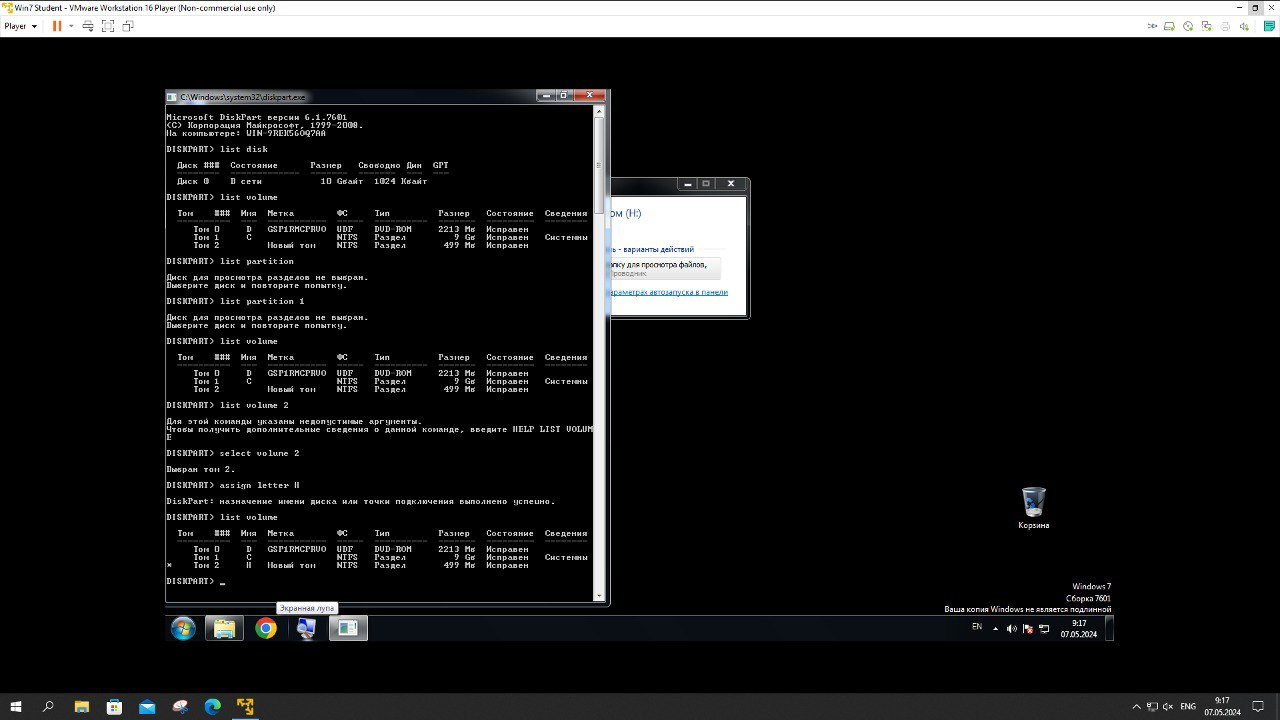 Win7 Student - VMware Workstation 16 Player (Non-commercial use only)
Player
C:\Windows\system32\diskpart.exe
Microsoft DiskPart версии 6.1.7601
(C) Корпорация Майкрософт, 1999-2008.
На компьютере: WIN-9REK56OQ7AA
DISKPART> list disk
Диск ### Состояние Размер Свободно Дин GPT
Диск 0 В сети 10 Gбайт 1024 Kбайт
DISKPART> list volume
Том ### Имя Метка ФС Тип Размер Состояние Сведения
Том 0 D GSP1RMCPRVO UDF DVD-ROM 2213 Mб Исправен
Том 1 C NTFS Раздел 9 Gб Исправен Системны
Том 2 Новый том NTFS Раздел 499 Mб Исправен
DISKPART> list partition
Диск для просмотра разделов не выбран.
Выберите диск и повторите попытку.
DISKPART> list partition 1
Диск для просмотра разделов не выбран.
Выберите диск и повторите попытку.
DISKPART> list volume
Том ### Имя Метка ФС Тип Размер Состояние Сведения
Том 0 D GSP1RMCPRVO UDF DVD-ROM 2213 Mб Исправен
Том 1 C NTFS Раздел 9 Gб Исправен Системны
Том 2 Новый том NTFS Раздел 499 Mб Исправен
DISKPART> list volume 2
Для этой команды указаны недопустимые аргументы.
Чтобы получить дополнительные сведения о данной команде, введите HELP LIST VOLUM
E
DISKPART> select volume 2
Выбран том 2.
DISKPART> assign letter H
DiskPart: назначение имени диска или точки подключения выполнено успешно.
DISKPART> list volume
Том ### Имя Метка ФС Тип Размер Состояние Сведения
Том 0 D GSP1RMCPRVO UDF DVD-ROM 2213 Mб Исправен
Том 1 C NTFS Раздел 9 Gб Исправен Системны
* Том 2 H Новый том NTFS Раздел 499 Mб Исправен
DISKPART> _
ом (H:)
ь - варианты действий
пку для просмотра файлов,
Проводник
араметрах автозапуска в панели
Корзина
Windows 7
Сборка 7601
Ваша копия Windows не является подлинной
Экранная лупа
EN
9:17
07.05.2024
ENG
9:17
07.05.2024